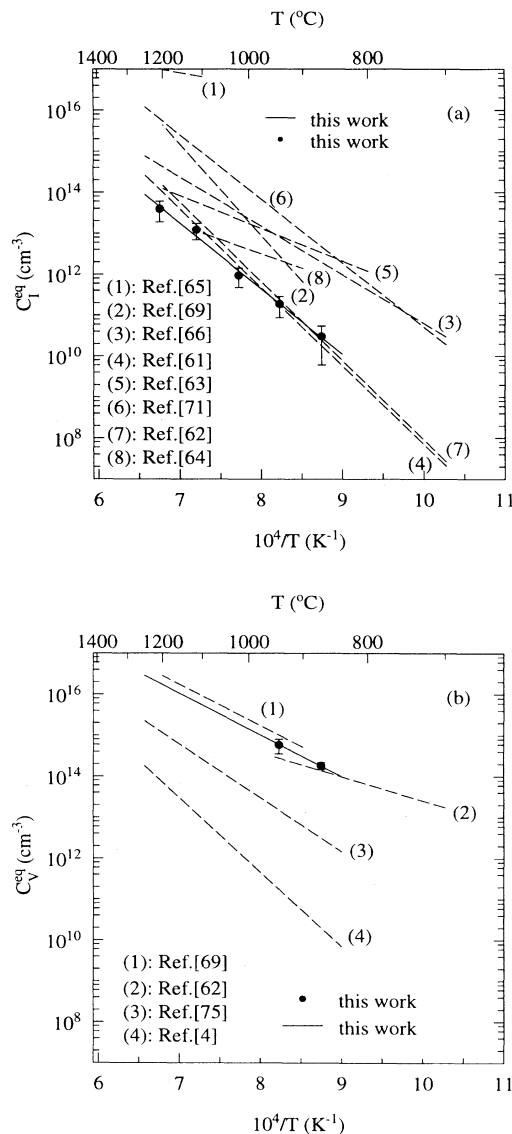 T (°C)
1400 1200 1000 800 600
10^16
10^14
10^12
10^10
10^8
C_I^eq (cm^-3)
(a)
this work
this work
(1)
(6)
(5)
(8)
(2)
(3)
(7)
(4)
(1): Ref.[65]
(2): Ref.[69]
(3): Ref.[66]
(4): Ref.[61]
(5): Ref.[63]
(6): Ref.[71]
(7): Ref.[62]
(8): Ref.[64]
6 7 8 9 10 11
10^4/T (K^-1)
T (°C)
1400 1200 1000 800 600
10^16
10^14
10^12
10^10
10^8
C_V^eq (cm^-3)
(b)
(1)
(2)
(3)
(4)
(1): Ref.[69]
(2): Ref.[62]
(3): Ref.[75]
(4): Ref.[4]
this work
this work
6 7 8 9 10 11
10^4/T (K^-1)